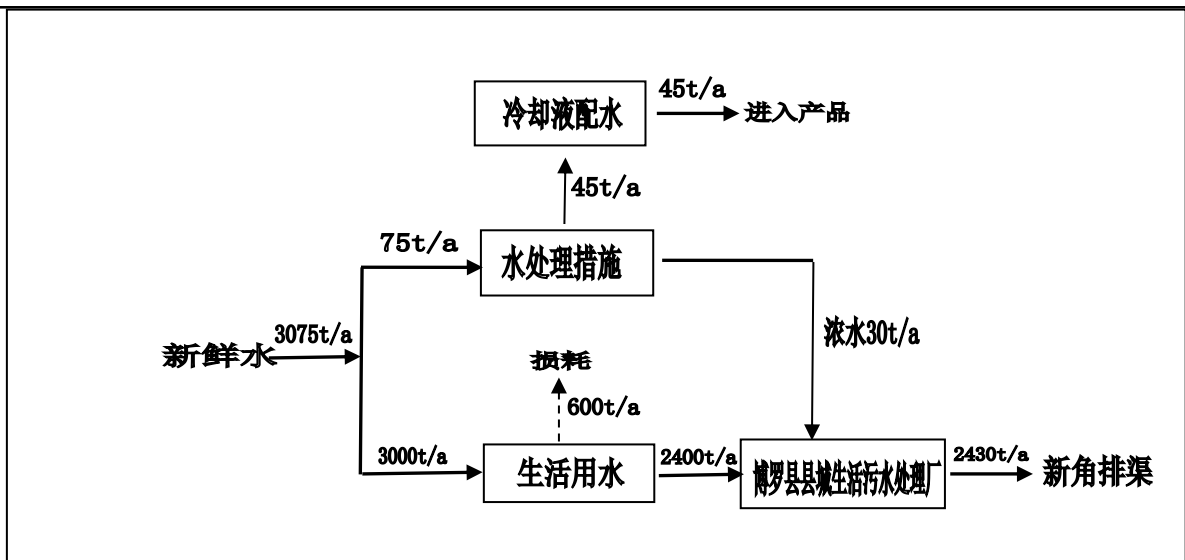 冷却液配水
45t/a
进入产品
45t/a
75t/a
水处理措施
新鲜水
3075t/a
浓水30t/a
损耗
600t/a
3000t/a
生活用水
2400t/a
博罗县县城生活污水处理厂
2430t/a
新角排渠